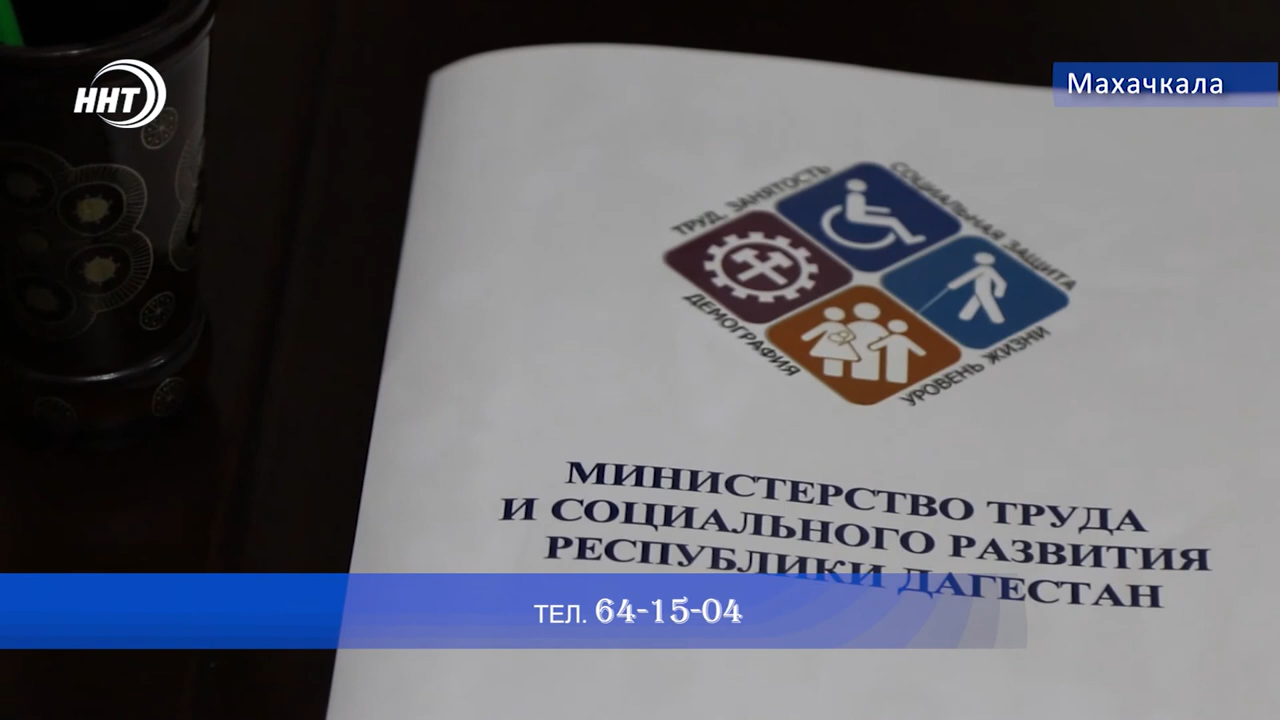 ННТ
Махачкала
ТРУД, ЗАНЯТОСТЬ
СОЦИАЛЬНАЯ ЗАЩИТА
ДЕМОГРАФИЯ
УРОВЕНЬ ЖИЗНИ
МИНИСТЕРСТВО ТРУДА
И СОЦИАЛЬНОГО РАЗВИТИЯ
РЕСПУБЛИКИ ДАГЕСТАН
ТЕЛ. 64-15-04